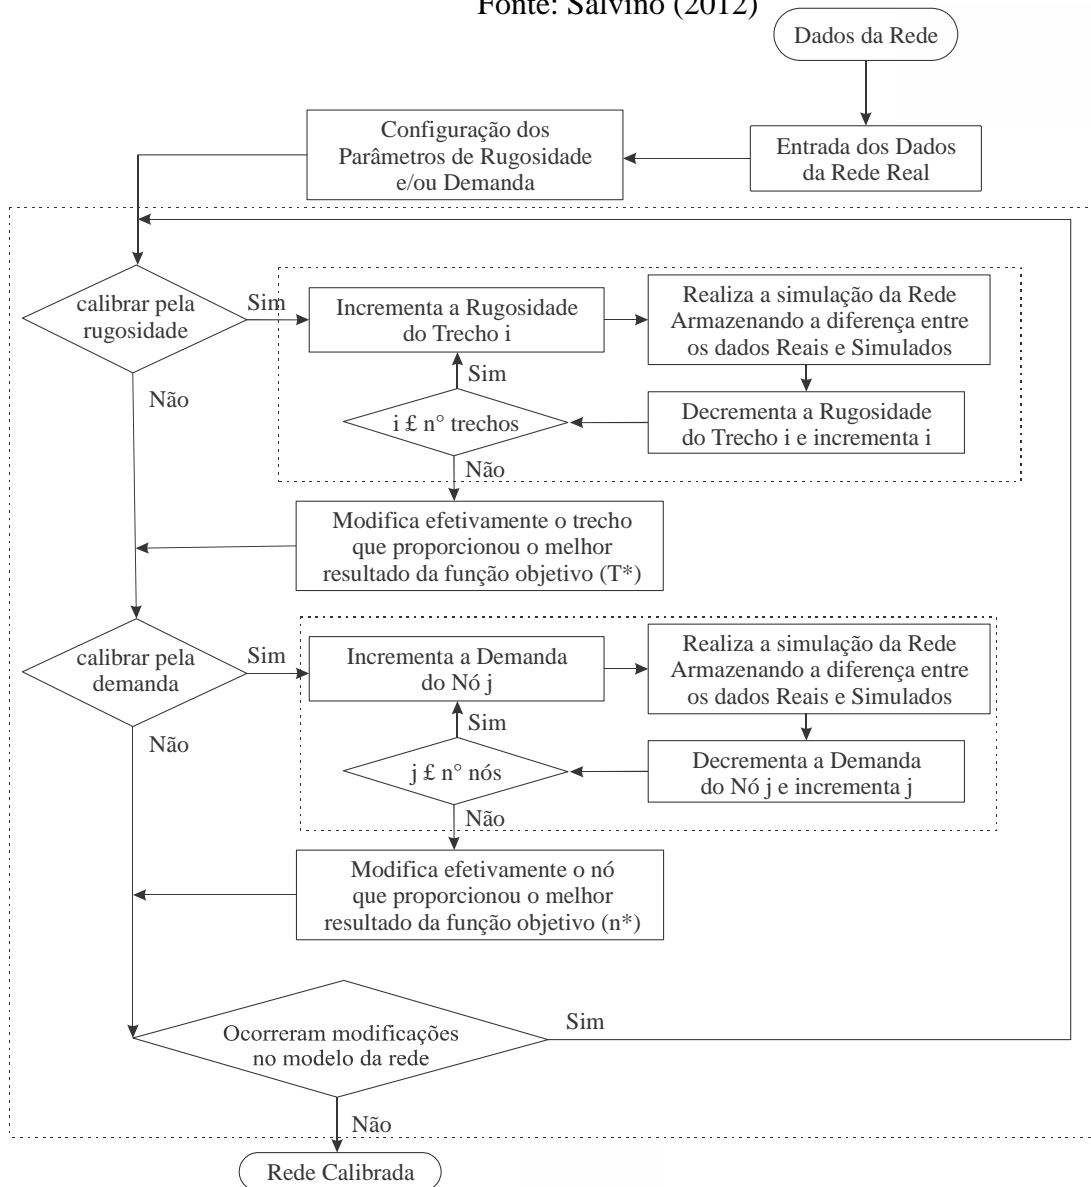 Fonte: Salvino (2012)
Dados da Rede
Entrada dos Dados
da Rede Real
Configuração dos
Parâmetros de Rugosidade
e/ou Demanda
calibrar pela
rugosidade
Sim
Não
Incrementa a Rugosidade
do Trecho i
Realiza a simulação da Rede
Armazenando a diferença entre
os dados Reais e Simulados
Decrementa a Rugosidade
do Trecho i e incrementa i
i £ n° trechos
Sim
Não
Modifica efetivamente o trecho
que proporcionou o melhor
resultado da função objetivo (T*)
calibrar pela
demanda
Sim
Não
Incrementa a Demanda
do Nó j
Realiza a simulação da Rede
Armazenando a diferença entre
os dados Reais e Simulados
Decrementa a Demanda
do Nó j e incrementa j
j £ n° nós
Sim
Não
Modifica efetivamente o nó
que proporcionou o melhor
resultado da função objetivo (n*)
Ocorreram modificações
no modelo da rede
Sim
Não
Rede Calibrada